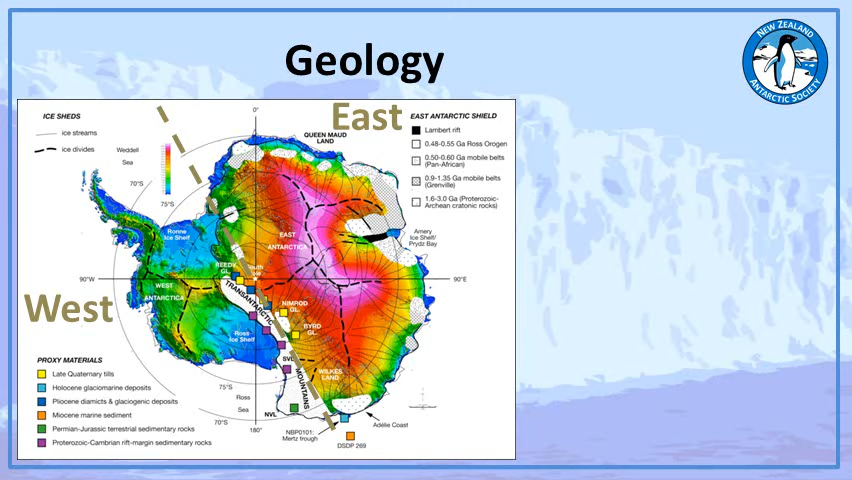 Geology
NEW ZEALAND
ANTARCTIC SOCIETY
East
West
ICE SHEDS
ice streams
ice divides
0°
QUEEN MAUD
LAND
EAST ANTARCTIC SHIELD
Lambert rift
0.48-0.55 Ga Ross Orogen
0.50-0.60 Ga mobile belts
(Pan-African)
0.9-1.35 Ga mobile belts
(Grenville)
1.6-3.0 Ga (Proterozoic-
Archean cratonic rocks)
Weddell
Sea
70°S
75°S
Ronne
Ice Shelf
EAST
ANTARCTICA
Amery
Ice Shelf/
Prydz Bay
REEDY
GL.
South
90°W
90°E
WEST
ANTARCTICA
TRANSANTARCTIC
MOUNTAINS
NIMROD
GL.
BYRD
GL.
Ross
Ice Shelf
SVL
WILKES
LAND
PROXY MATERIALS
Late Quaternary tills
Holocene glaciomarine deposits
Pliocene diamicts & glaciogenic deposits
Miocene marine sediment
Permian-Jurassic terrestrial sedimentary rocks
Proterozoic-Cambrian rift-margin sedimentary rocks
75°S
Ross
Sea
70°S
180°
NVL
NBP0101:
Mertz trough
Adélie Coast
DSDP 269